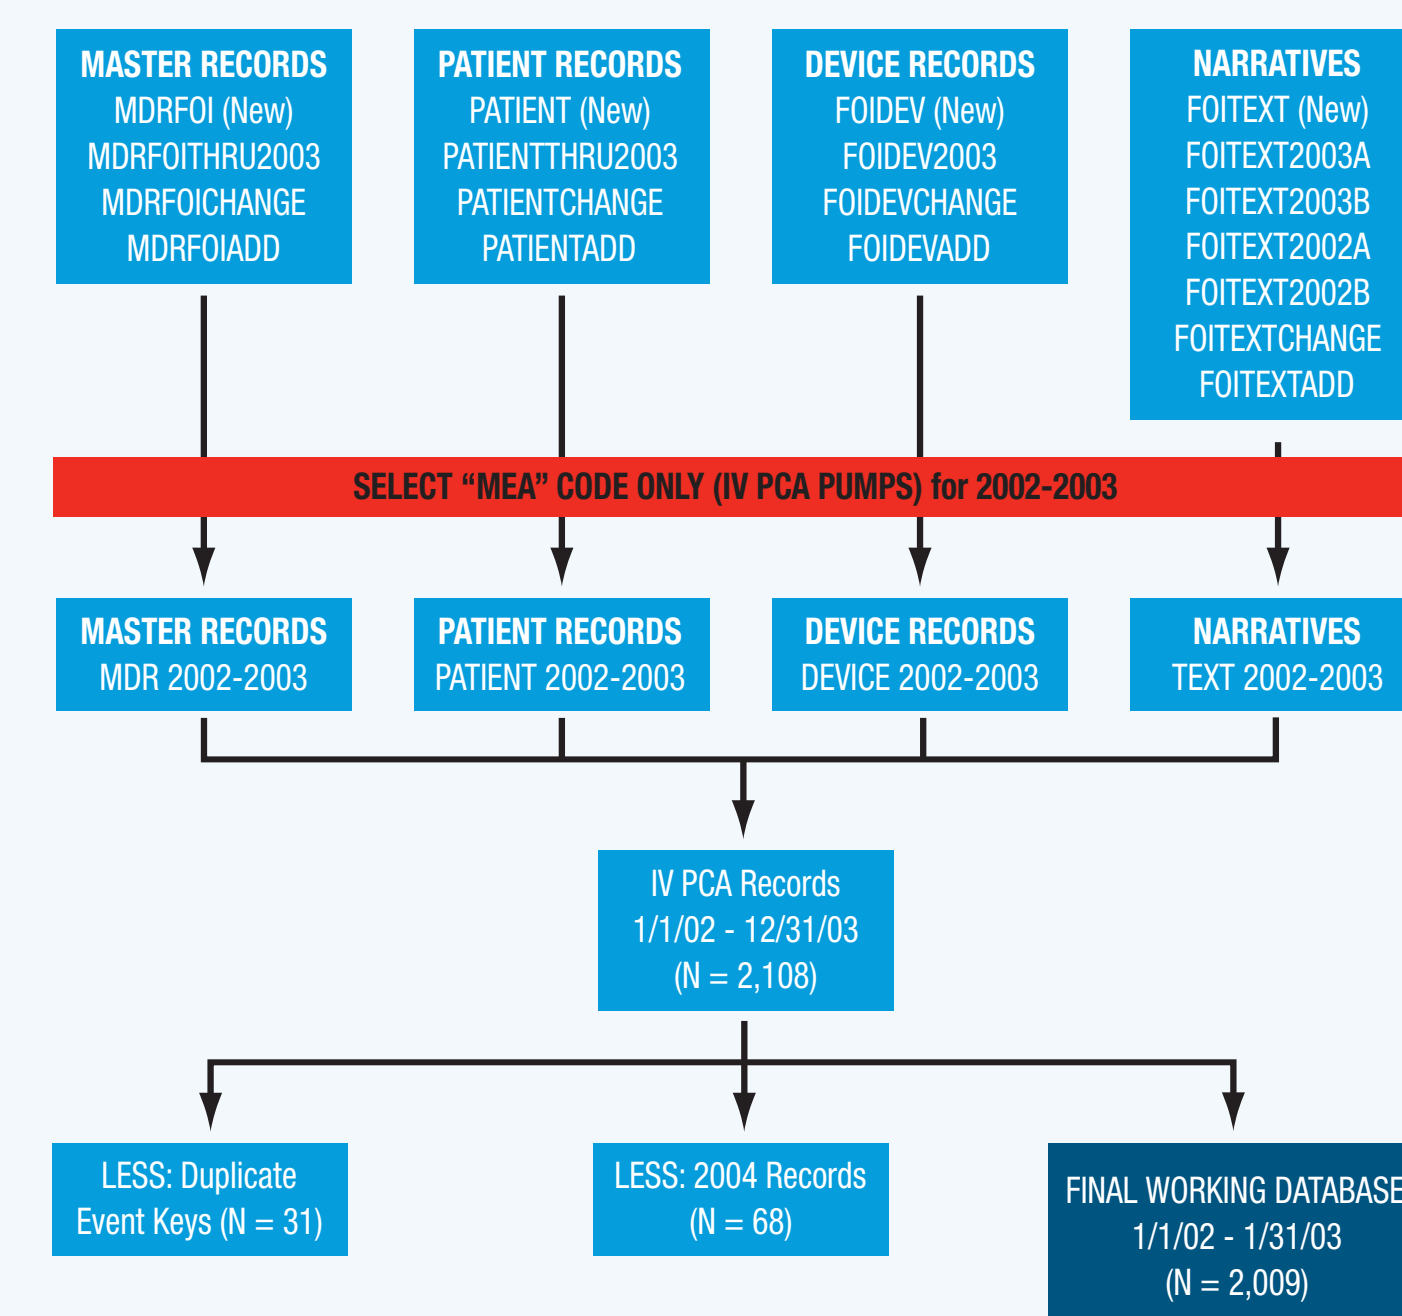 MASTER RECORDS
MDRFOI (New)
MDRFOITHRU2003
MDRFOICHANGE
MDRFOIADD
PATIENT RECORDS
PATIENT (New)
PATIENTTHRU2003
PATIENTCHANGE
PATIENTADD
DEVICE RECORDS
FOIDEV (New)
FOIDEV2003
FOIDEVCHANGE
FOIDEVADD
NARRATIVES
FOITEXT (New)
FOITEXT2003A
FOITEXT2003B
FOITEXT2002A
FOITEXT2002B
FOITEXTCHANGE
FOITEXTADD
SELECT “MEA” CODE ONLY (IV PCA PUMPS) for 2002-2003
MASTER RECORDS
MDR 2002-2003
PATIENT RECORDS
PATIENT 2002-2003
DEVICE RECORDS
DEVICE 2002-2003
NARRATIVES
TEXT 2002-2003
IV PCA Records
1/1/02 - 12/31/03
(N = 2,108)
LESS: Duplicate
Event Keys (N = 31)
LESS: 2004 Records
(N = 68)
FINAL WORKING DATABASE
1/1/02 - 1/31/03
(N = 2,009)